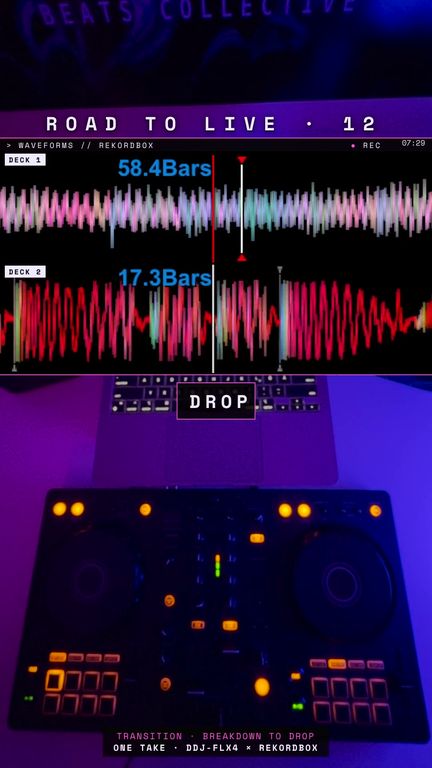 BEATS COLLECTIVE
ROAD TO LIVE · 12
> WAVEFORMS // REKORDBOX
● REC
07:29
DECK 1
58.4Bars
DECK 2
17.3Bars
DROP
TRANSITION · BREAKDOWN TO DROP
ONE TAKE · DDJ-FLX4 × REKORDBOX